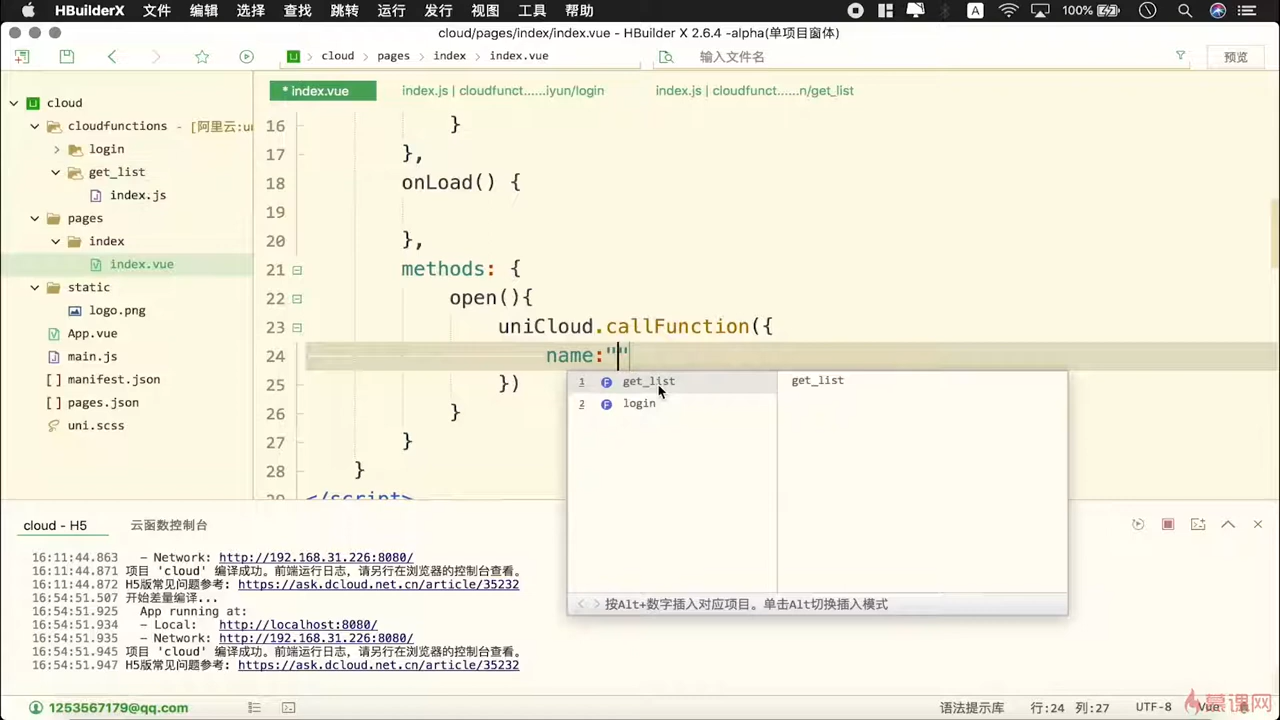 HBuilderX 文件 编辑 选择 查找 跳转 运行 发行 视图 工具 帮助 A 100%
cloud/pages/index/index.vue - HBuilder X 2.6.4 -alpha(单项目窗体)
cloud pages index index.vue 输入文件名 预览
* index.vue index.js | cloudfunct......iyun/login index.js | cloudfunct......n/get_list
cloud
cloudfunctions - [阿里云:un
login
get_list
index.js
pages
index
index.vue
static
logo.png
App.vue
main.js
manifest.json
pages.json
uni.scss
16 }
17 },
18 onLoad() {
19
20 },
21 methods: {
22 open(){
23 uniCloud.callFunction({
24 name:""
25 })
26 }
27 }
28 }
</script>
1 get_list get_list
2 login
按Alt+数字插入对应项目。单击Alt切换插入模式
cloud - H5 云函数控制台
16:11:44.863 - Network: http://192.168.31.226:8080/
16:11:44.871 项目 'cloud' 编译成功。前端运行日志，请另行在浏览器的控制台查看。
16:11:44.872 H5版常见问题参考: https://ask.dcloud.net.cn/article/35232
16:54:51.507 开始差量编译...
16:54:51.925 App running at:
16:54:51.934 - Local: http://localhost:8080/
16:54:51.935 - Network: http://192.168.31.226:8080/
16:54:51.945 项目 'cloud' 编译成功。前端运行日志，请另行在浏览器的控制台查看。
16:54:51.947 H5版常见问题参考: https://ask.dcloud.net.cn/article/35232
1253567179@qq.com 语法提示库 行:24 列:27 UTF-8 Vue
慕课网